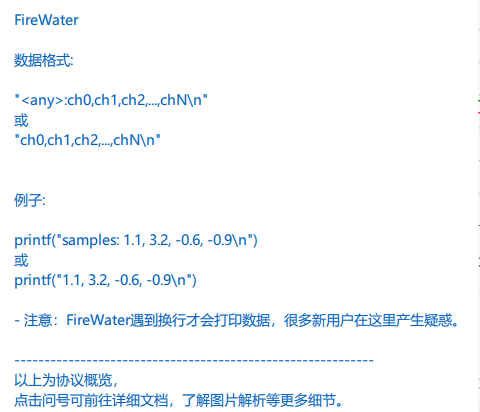 FireWater
数据格式:
"<any>:ch0,ch1,ch2,...,chN\n"
或
"ch0,ch1,ch2,...,chN\n"
例子:
printf("samples: 1.1, 3.2, -0.6, -0.9\n")
或
printf("1.1, 3.2, -0.6, -0.9\n")
- 注意：FireWater遇到换行才会打印数据，很多新用户在这里产生疑惑。
------------------------------------------------------------
以上为协议概览，
点击问号可前往详细文档，了解图片解析等更多细节。